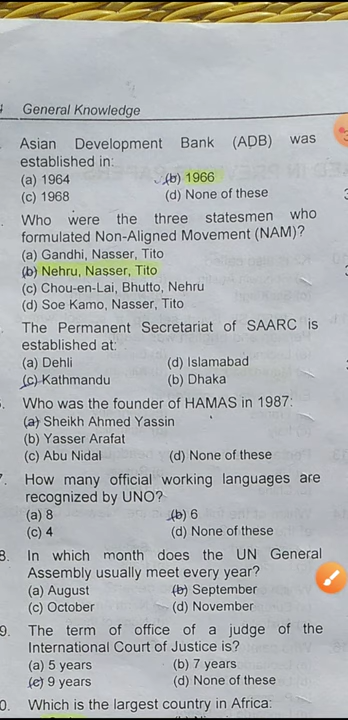 General Knowledge
Asian Development Bank (ADB) was
established in:
(a) 1964 (b) 1966
(c) 1968 (d) None of these
Who were the three statesmen who
formulated Non-Aligned Movement (NAM)?
(a) Gandhi, Nasser, Tito
(b) Nehru, Nasser, Tito
(c) Chou-en-Lai, Bhutto, Nehru
(d) Soe Kamo, Nasser, Tito
The Permanent Secretariat of SAARC is
established at:
(a) Dehli (d) Islamabad
(c) Kathmandu (b) Dhaka
Who was the founder of HAMAS in 1987:
(a) Sheikh Ahmed Yassin
(b) Yasser Arafat
(c) Abu Nidal (d) None of these
How many official working languages are
recognized by UNO?
(a) 8 (b) 6
(c) 4 (d) None of these
8. In which month does the UN General
Assembly usually meet every year?
(a) August (b) September
(c) October (d) November
9. The term of office of a judge of the
International Court of Justice is?
(a) 5 years (b) 7 years
(c) 9 years (d) None of these
0. Which is the largest country in Africa: